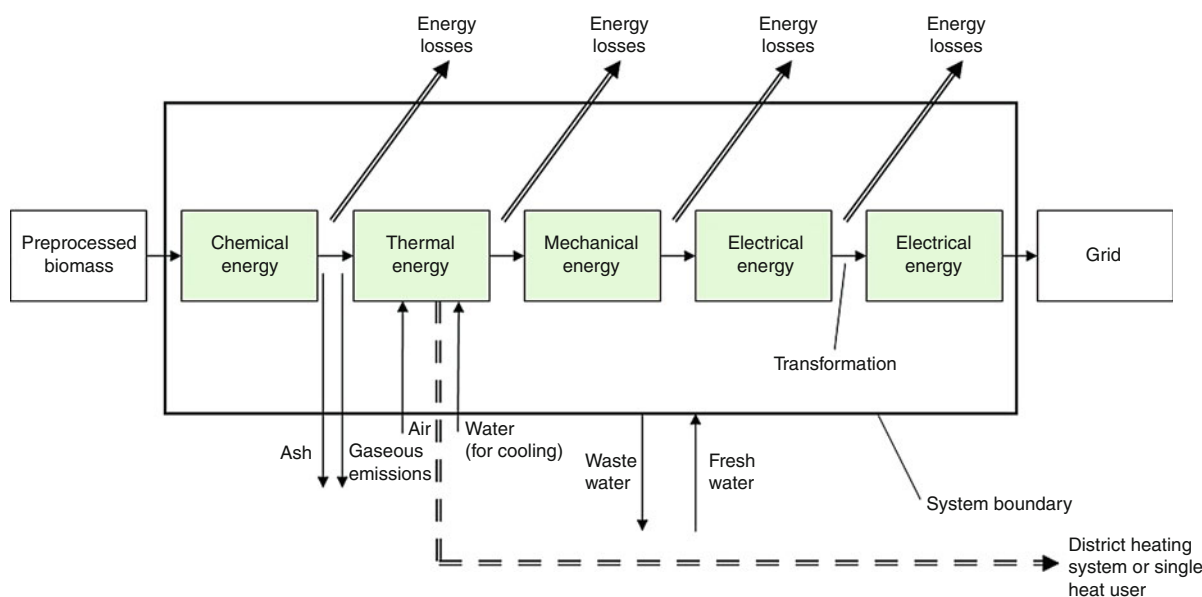 Energy
losses
Energy
losses
Energy
losses
Energy
losses
Preprocessed
biomass
Chemical
energy
Thermal
energy
Mechanical
energy
Electrical
energy
Electrical
energy
Grid
Transformation
Ash
Gaseous
emissions
Air
Water
(for cooling)
Waste
water
Fresh
water
System boundary
District heating
system or single
heat user